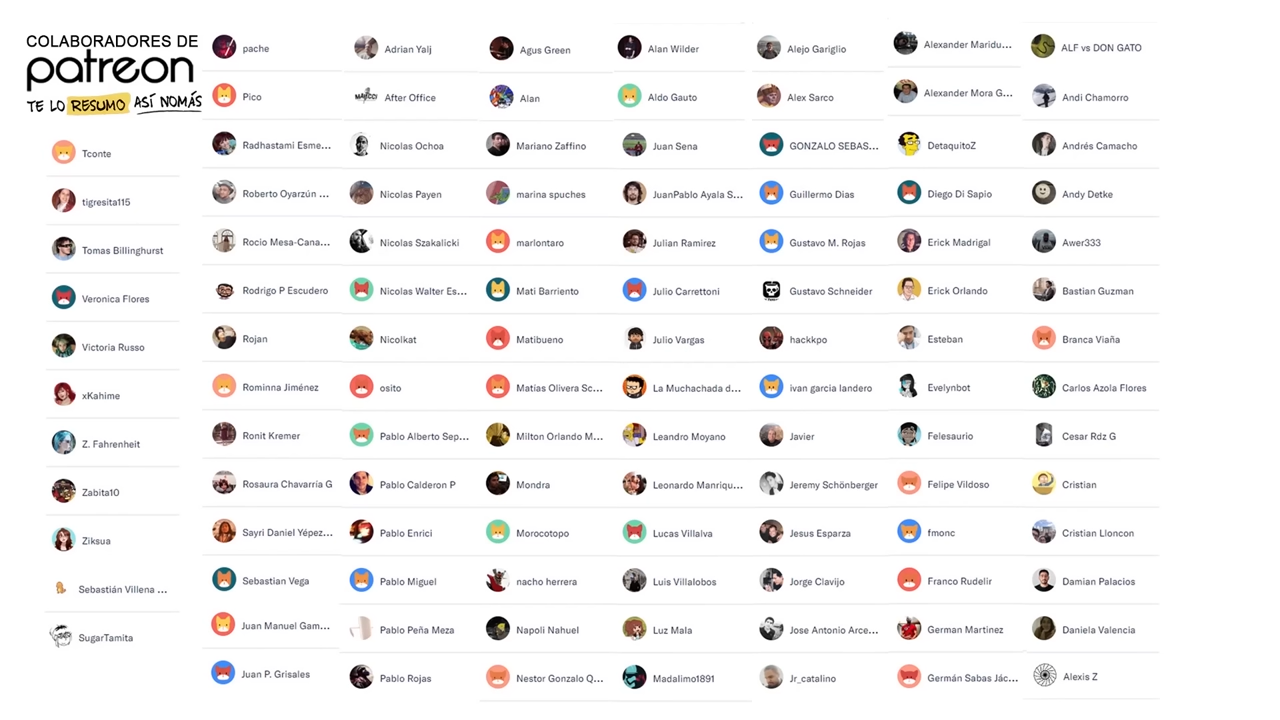 COLABORADORES DE
patreon
TE LO RESUMO ASÍ NOMÁS
Tconte
tigresita115
Tomas Billinghurst
Veronica Flores
Victoria Russo
xKahime
Z. Fahrenheit
Zabita10
Ziksua
Sebastián Villena ...
SugarTamita
pache
Pico
Radhastami Esme...
Roberto Oyarzún ...
Rocio Mesa-Cana...
Rodrigo P Escudero
Rojan
Rominna Jiménez
Ronit Kremer
Rosaura Chavarría G
Sayri Daniel Yépez...
Sebastian Vega
Juan Manuel Gam...
Juan P. Grisales
Adrian Yalj
After Office
Nicolas Ochoa
Nicolas Payen
Nicolas Szakalicki
Nicolas Walter Es...
Nicolkat
osito
Pablo Alberto Sep...
Pablo Calderon P
Pablo Enrici
Pablo Miguel
Pablo Peña Meza
Pablo Rojas
Agus Green
Alan
Mariano Zaffino
marina spuches
marlontaro
Mati Barriento
Matibueno
Matías Olivera Sc...
Milton Orlando M...
Mondra
Morocotopo
nacho herrera
Napoli Nahuel
Nestor Gonzalo Q...
Alan Wilder
Aldo Gauto
Juan Sena
JuanPablo Ayala S...
Julian Ramirez
Julio Carrettoni
Julio Vargas
La Muchachada d...
Leandro Moyano
Leonardo Manriqu...
Lucas Villalva
Luis Villalobos
Luz Mala
Madalimo1891
Alejo Gariglio
Alex Sarco
GONZALO SEBAS...
Guillermo Dias
Gustavo M. Rojas
Gustavo Schneider
hackkpo
ivan garcia landero
Javier
Jeremy Schönberger
Jesus Esparza
Jorge Clavijo
Jose Antonio Arce...
Jr_catalino
Alexander Maridu...
Alexander Mora G...
DetaquitoZ
Diego Di Sapio
Erick Madrigal
Erick Orlando
Esteban
Evelynbot
Felesaurio
Felipe Vildoso
fmonc
Franco Rudelir
German Martinez
Germán Sabas Jác...
ALF vs DON GATO
Andi Chamorro
Andrés Camacho
Andy Detke
Awer333
Bastian Guzman
Branca Viaña
Carlos Azola Flores
Cesar Rdz G
Cristian
Cristian Lloncon
Damian Palacios
Daniela Valencia
Alexis Z